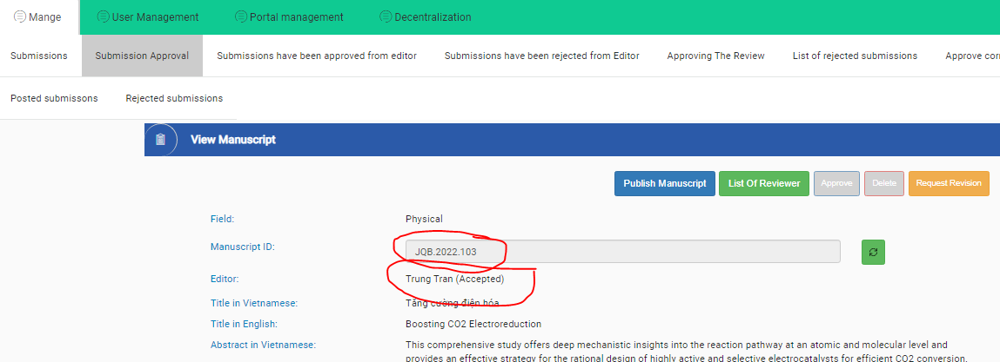 Mange User Management Portal management Decentralization
Submissions Submission Approval Submissions have been approved from editor Submissions have been rejected from Editor Approving The Review List of rejected submissions Approve cor
Posted submissons Rejected submissions
View Manuscript
Publish Manuscript List Of Reviewer Approve Delete Request Revision
Field: Physical
Manuscript ID: JQB.2022.103
Editor: Trung Tran (Accepted)
Title in Vietnamese: Tăng cường điện hóa
Title in English: Boosting CO2 Electroreduction
Abstract in Vietnamese: This comprehensive study offers deep mechanistic insights into the reaction pathway at an atomic and molecular level and
provides an effective strategy for the rational design of highly active and selective electrocatalysts for efficient CO2 conversion.